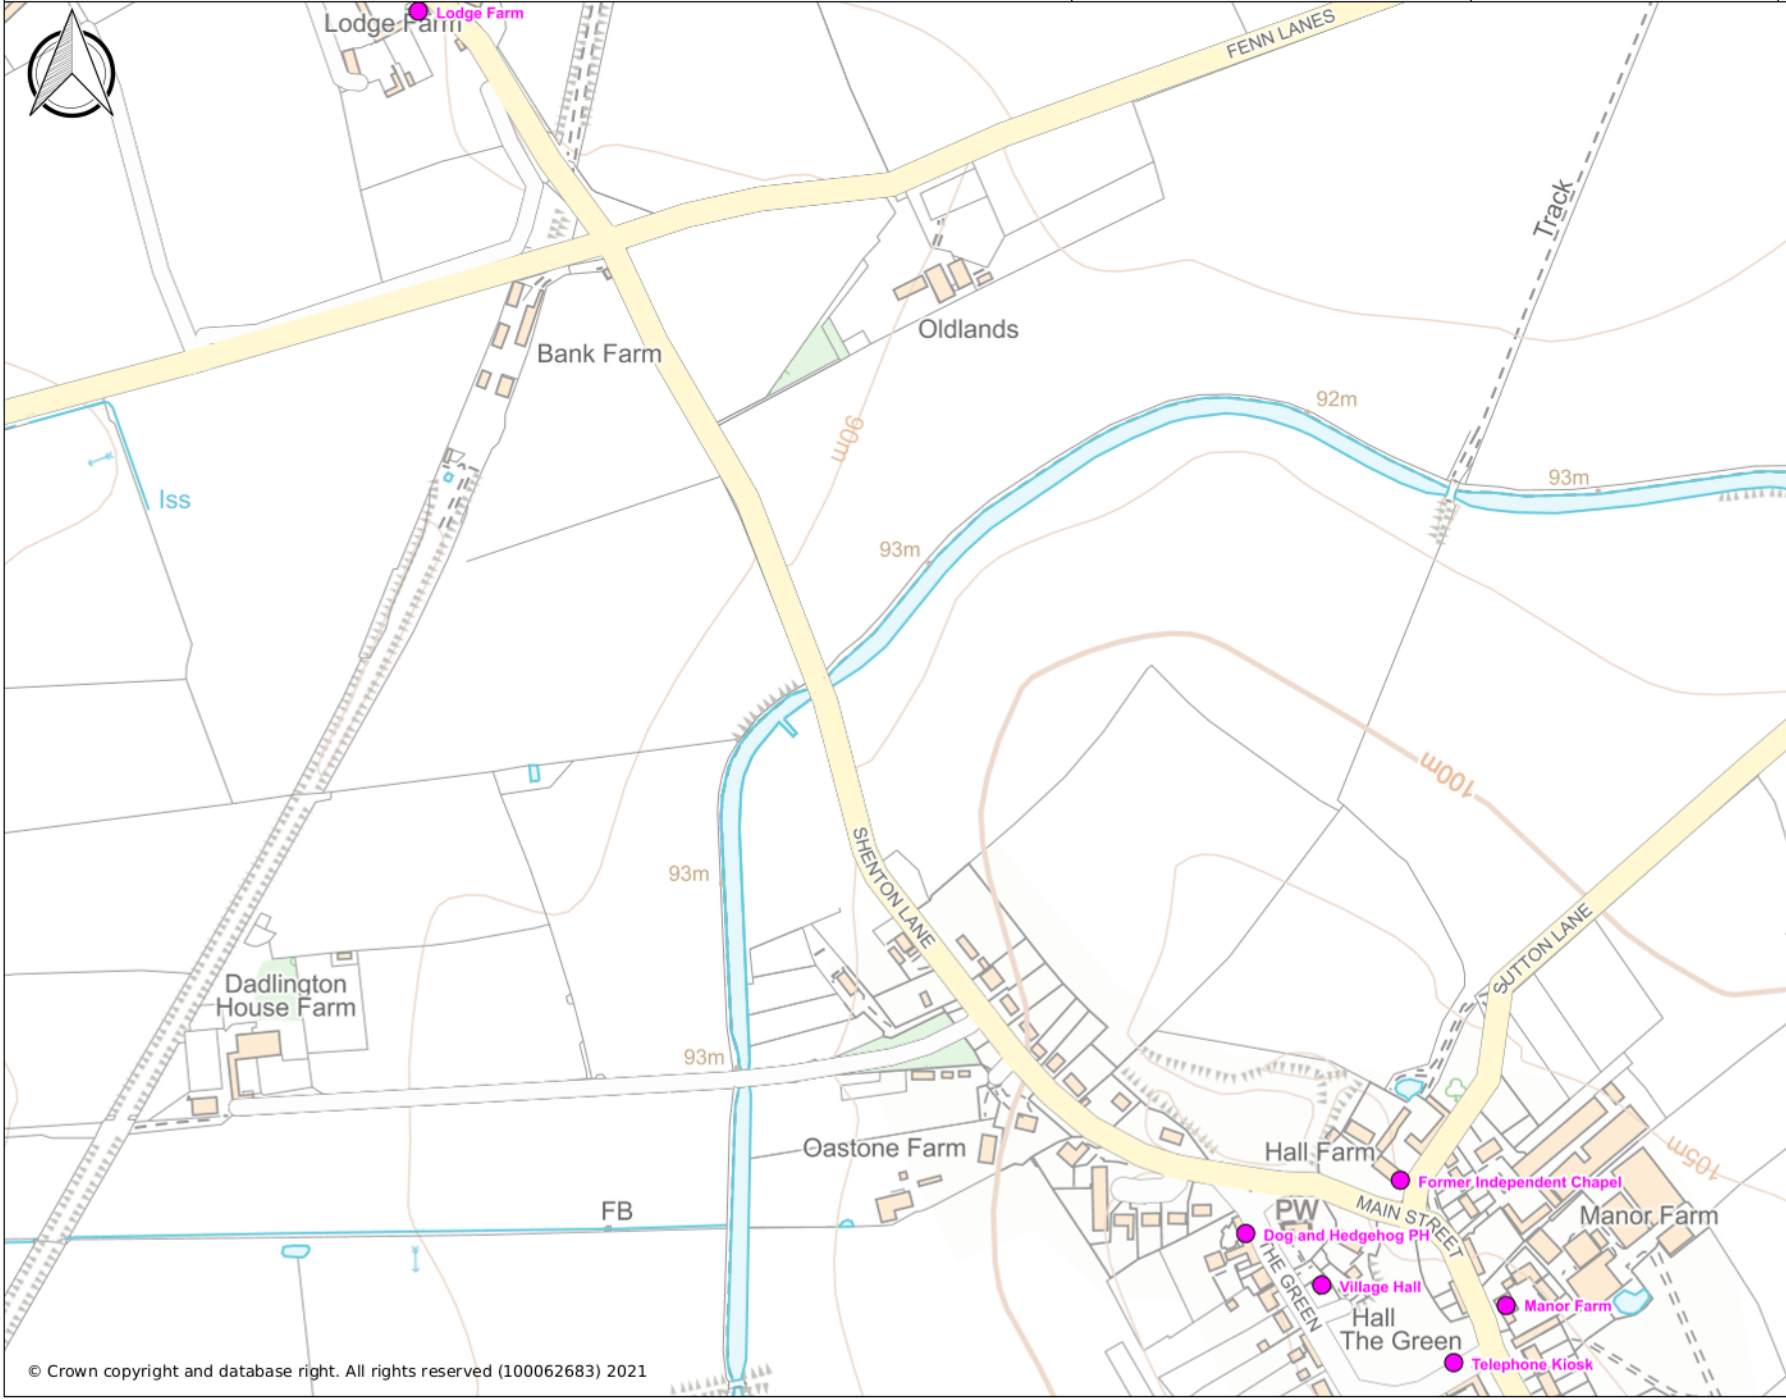 Lodge Farm
Lodge Farm
FENN LANES
Track
Oldlands
Bank Farm
92m
90m
93m
Iss
93m
100m
SHENTON LANE
93m
SUTTON LANE
Dadlington
House Farm
93m
Oastone Farm
Hall Farm
105m
Former Independent Chapel
FB
PW
MAIN STREET
Manor Farm
Dog and Hedgehog PH
THE GREEN
Village Hall
Manor Farm
Hall
The Green
Telephone Kiosk
© Crown copyright and database right. All rights reserved (100062683) 2021